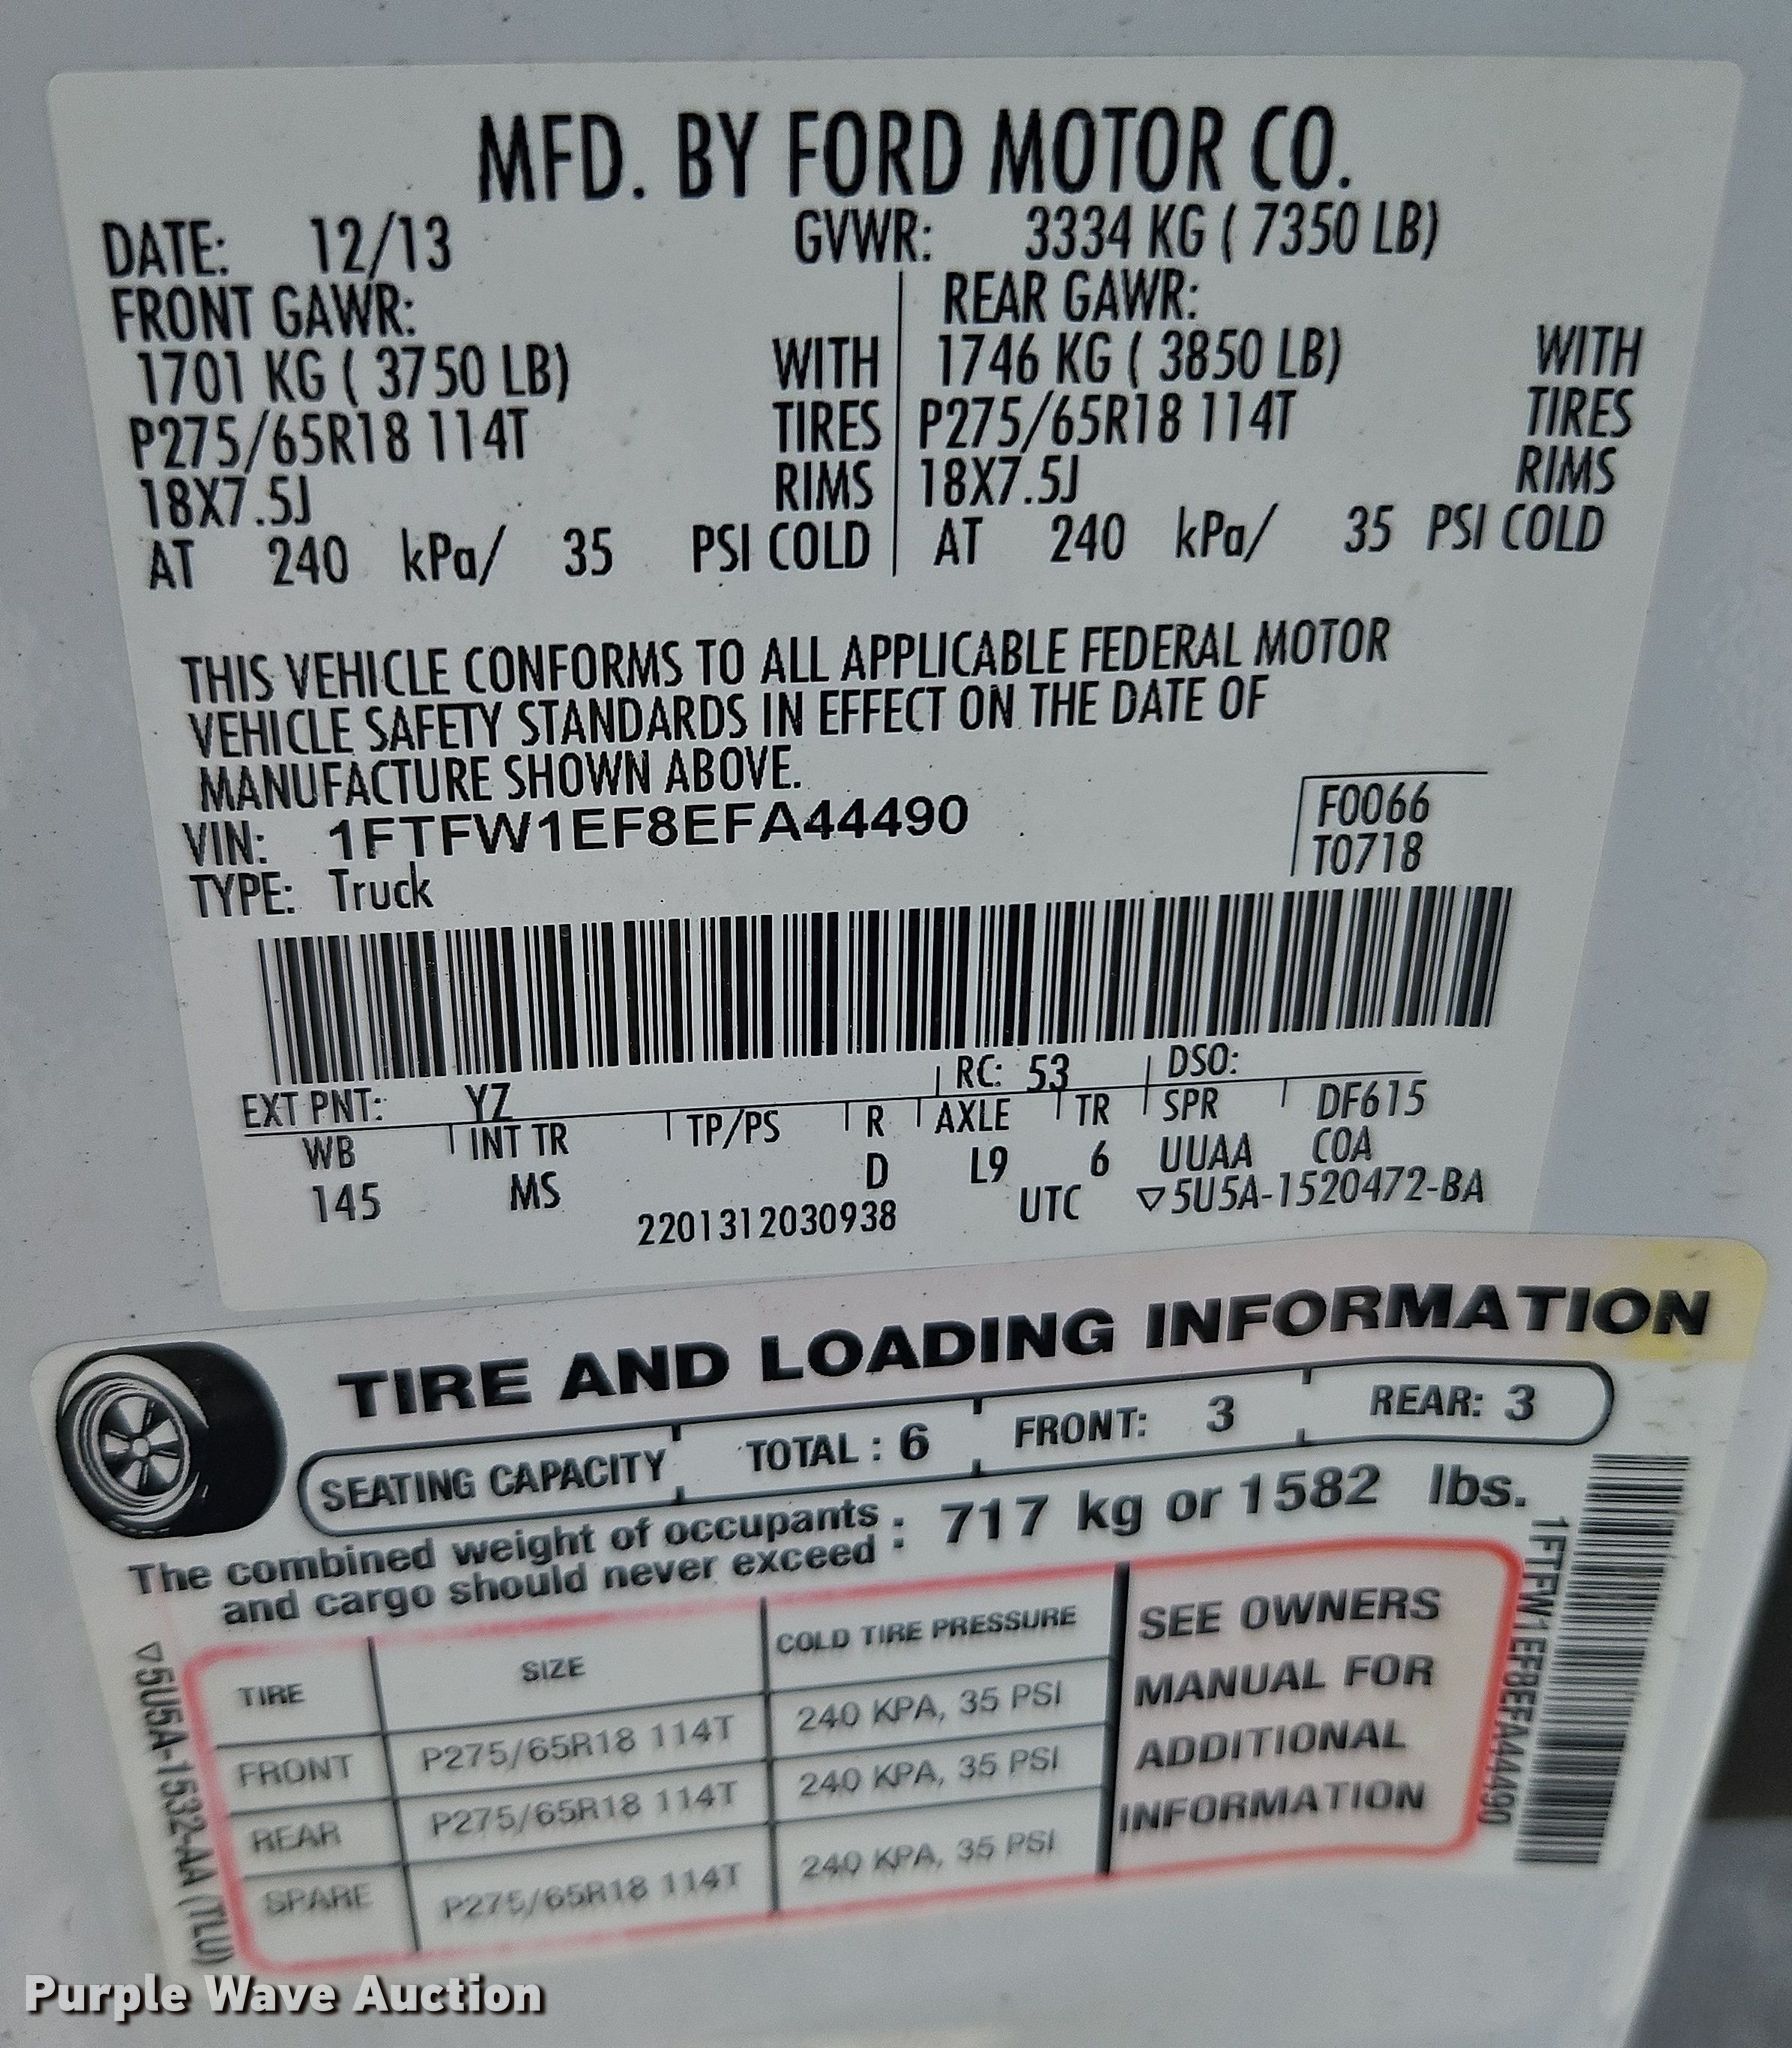 MFD. BY FORD MOTOR CO.
DATE: 12/13 GVWR: 3334 KG ( 7350 LB)
FRONT GAWR: REAR GAWR:
1701 KG ( 3750 LB) WITH 1746 KG ( 3850 LB) WITH
P275/65R18 114T TIRES P275/65R18 114T TIRES
18X7.5J RIMS 18X7.5J RIMS
AT 240 kPa/ 35 PSI COLD AT 240 kPa/ 35 PSI COLD
THIS VEHICLE CONFORMS TO ALL APPLICABLE FEDERAL MOTOR
VEHICLE SAFETY STANDARDS IN EFFECT ON THE DATE OF
MANUFACTURE SHOWN ABOVE.
VIN: 1FTFW1EF8EFA44490 F0066
TYPE: Truck T0718
EXT PNT: YZ RC: 53 DSO:
WB INT TR TP/PS R AXLE TR SPR DF615
145 MS D L9 6 UUAA COA
2201312030938 UTC ▽5U5A-1520472-BA
TIRE AND LOADING INFORMATION
SEATING CAPACITY TOTAL : 6 FRONT: 3 REAR: 3
The combined weight of occupants
and cargo should never exceed : 717 kg or 1582 lbs.
TIRE SIZE COLD TIRE PRESSURE
FRONT P275/65R18 114T 240 KPA, 35 PSI
REAR P275/65R18 114T 240 KPA, 35 PSI
SPARE P275/65R18 114T 240 KPA, 35 PSI
SEE OWNERS
MANUAL FOR
ADDITIONAL
INFORMATION
1FTFW1EF8EFA44490
▽5U5A-1532-AA (TLU)
Purple Wave Auction